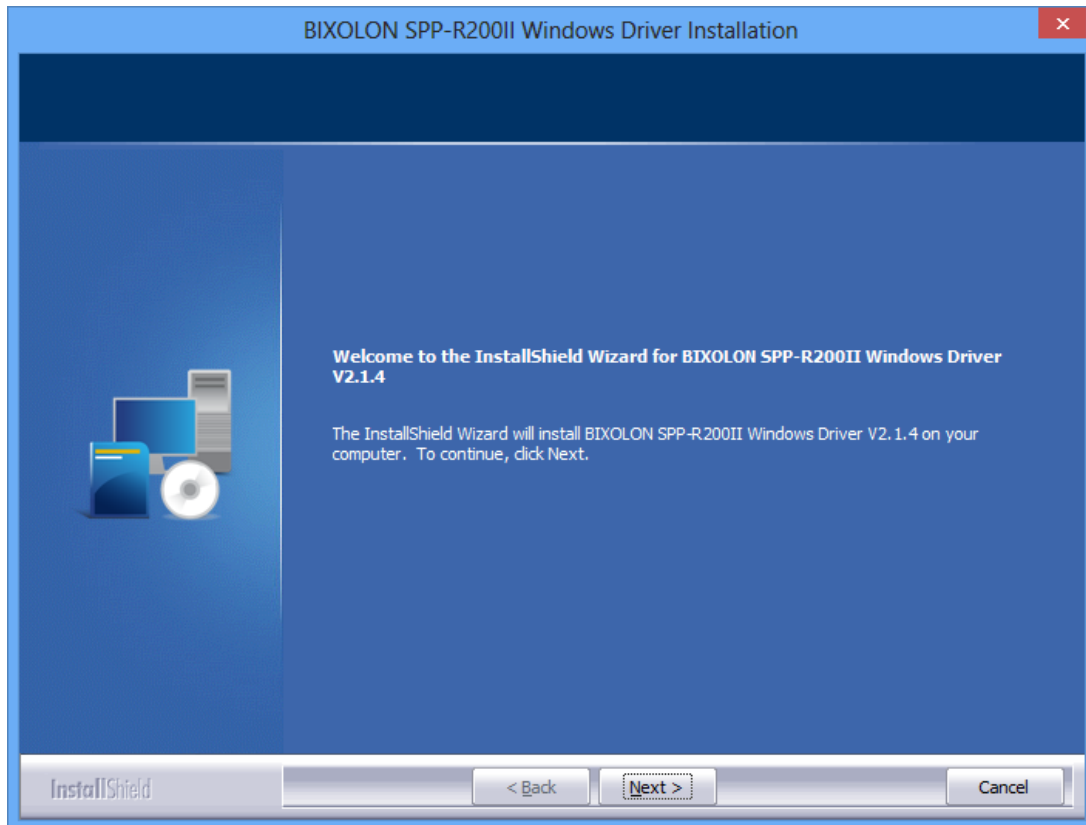 BIXOLON SPP-R200II Windows Driver Installation
Welcome to the InstallShield Wizard for BIXOLON SPP-R200II Windows Driver
V2.1.4
The InstallShield Wizard will install BIXOLON SPP-R200II Windows Driver V2.1.4 on your
computer. To continue, click Next.
InstallShield
< Back
Next >
Cancel